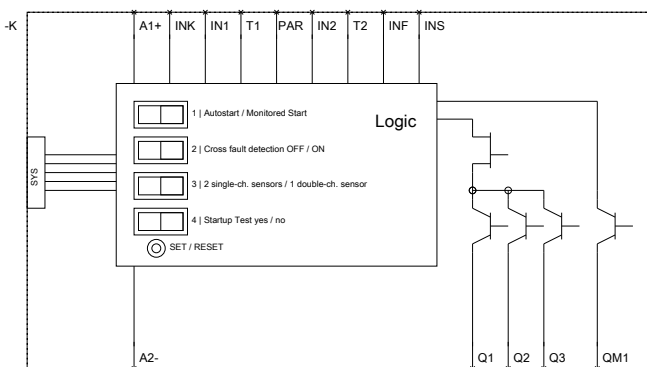 -K A1+ INK IN1 T1 PAR IN2 T2 INF INS
1 | Autostart / Monitored Start
Logic
2 | Cross fault detection OFF / ON
SYS
3 | 2 single-ch. sensors / 1 double-ch. sensor
4 | Startup Test yes / no
SET / RESET
A2- Q1 Q2 Q3 QM1